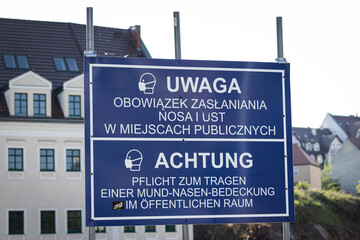 UWAGA
OBOWIĄZEK ZASŁANIANIA
NOSA I UST
W MIEJSCACH PUBLICZNYCH
ACHTUNG
PFLICHT ZUM TRAGEN
EINER MUND-NASEN-BEDECKUNG
IM ÖFFENTLICHEN RAUM